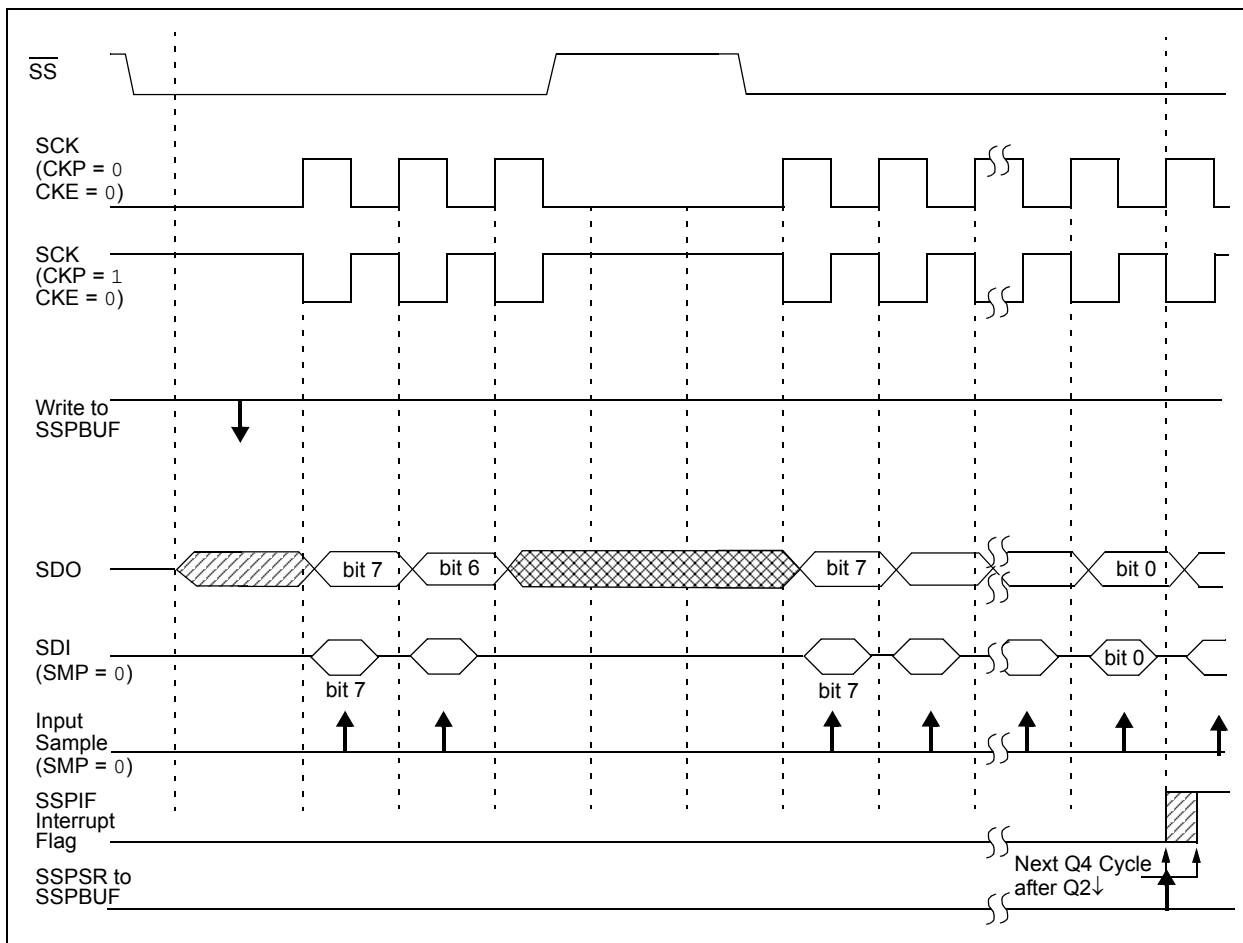 SS
SCK
(CKP = 0
CKE = 0)
SCK
(CKP = 1
CKE = 0)
Write to
SSPBUF
SDO
bit 7
bit 6
bit 7
bit 0
SDI
(SMP = 0)
bit 7
bit 7
bit 0
Input
Sample
(SMP = 0)
SSPIF
Interrupt
Flag
Next Q4 Cycle
after Q2↓
SSPSR to
SSPBUF